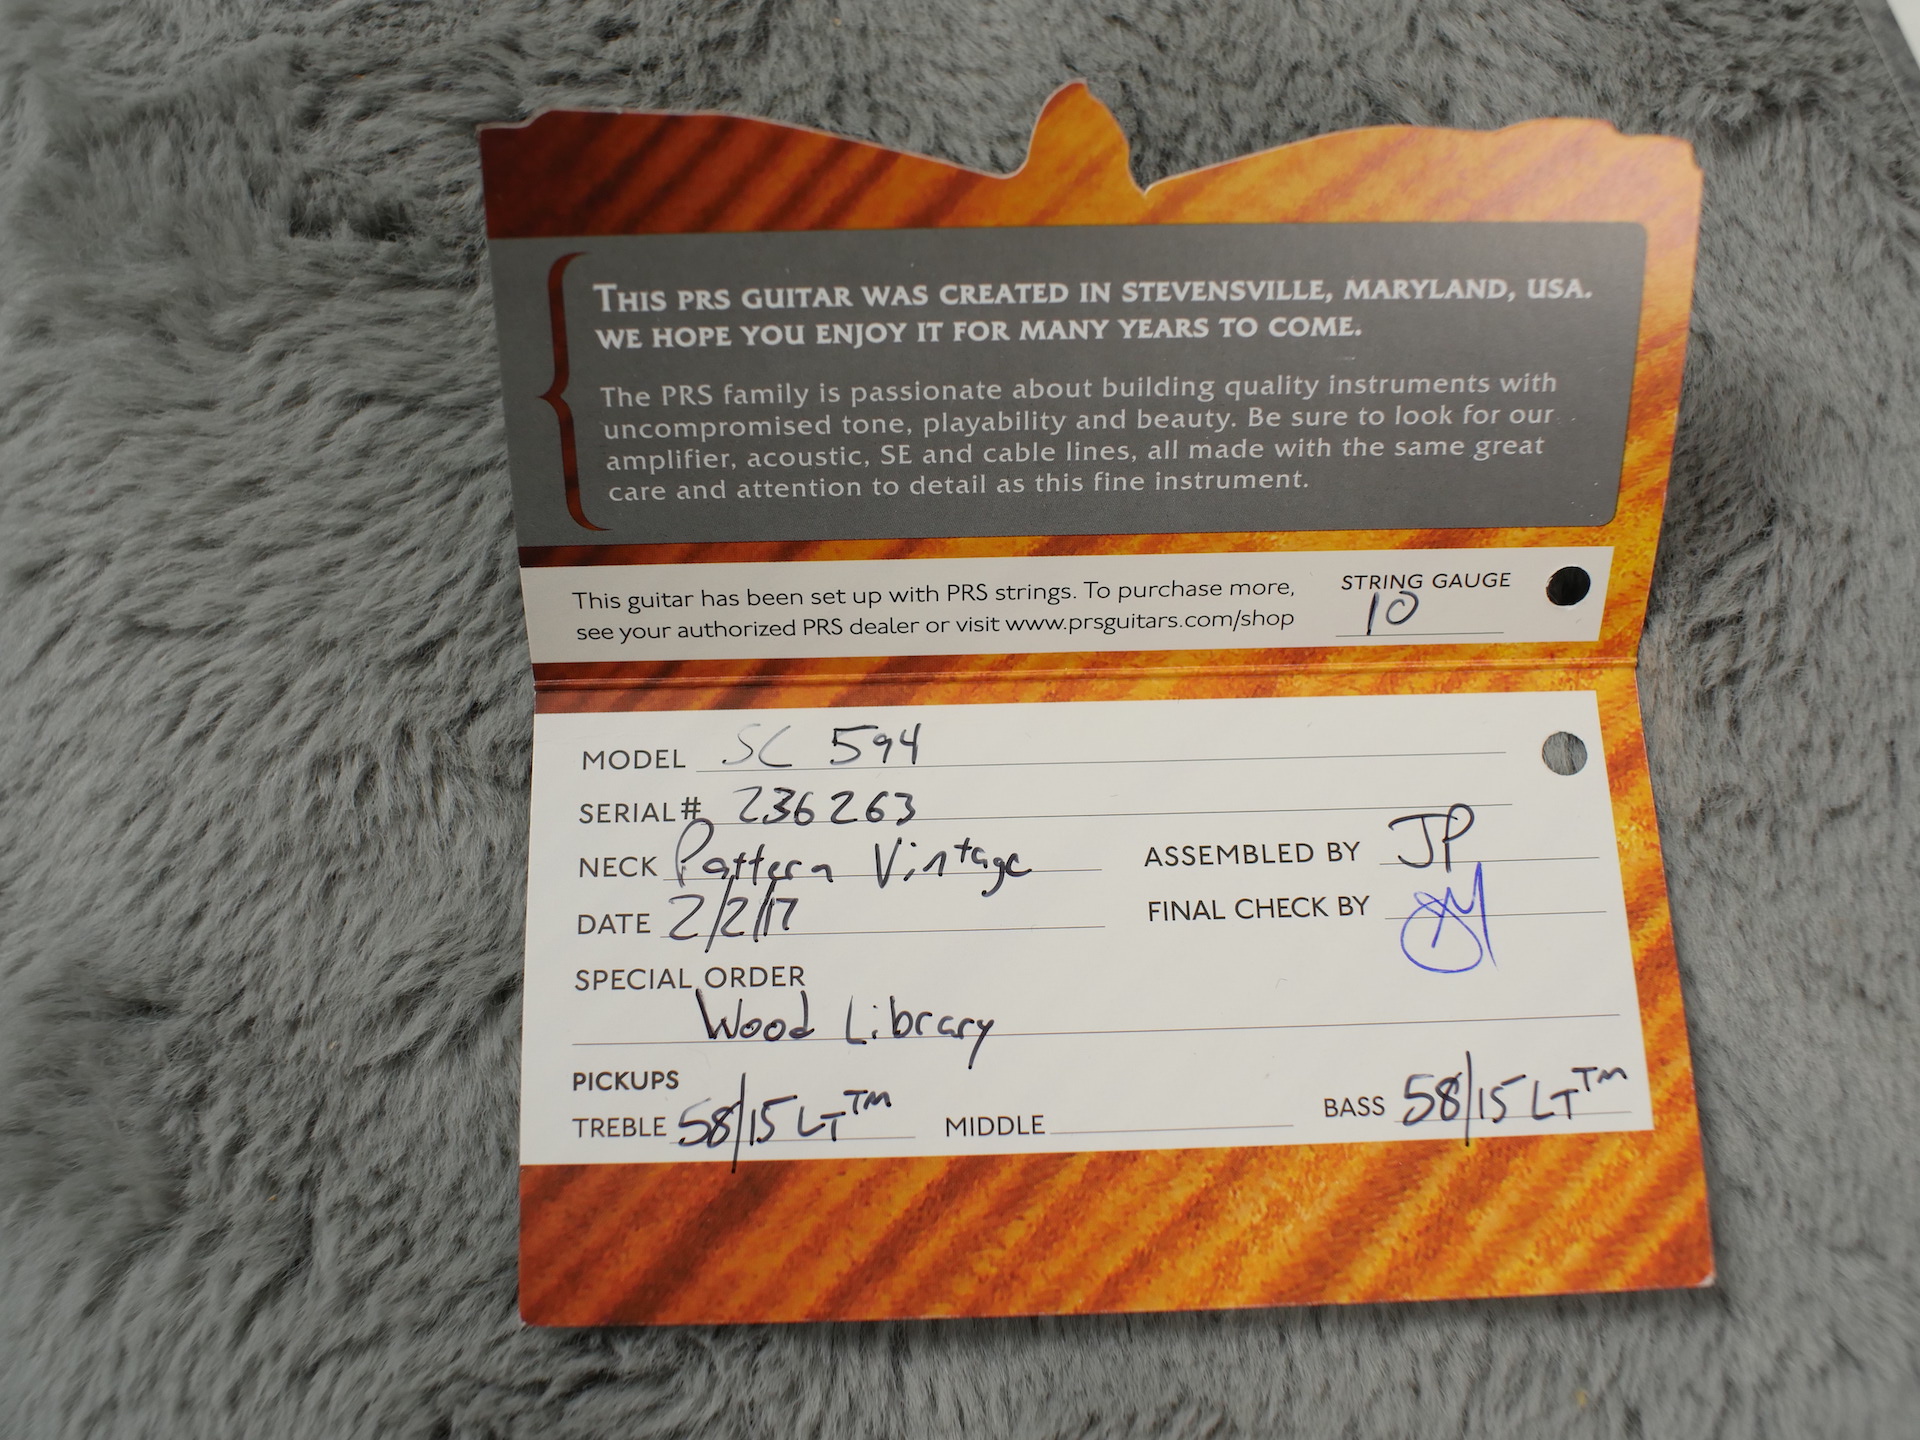 THIS PRS GUITAR WAS CREATED IN STEVENSVILLE, MARYLAND, USA.
WE HOPE YOU ENJOY IT FOR MANY YEARS TO COME.
The PRS family is passionate about building quality instruments with
uncompromised tone, playability and beauty. Be sure to look for our
amplifier, acoustic, SE and cable lines, all made with the same great
care and attention to detail as this fine instrument.
This guitar has been set up with PRS strings. To purchase more,
see your authorized PRS dealer or visit www.prsguitars.com/shop
STRING GAUGE
10
MODEL SC 594
SERIAL# 236263
NECK Pattern Vintage
ASSEMBLED BY JP
DATE 2/2/17
FINAL CHECK BY
SPECIAL ORDER
Wood Library
PICKUPS
TREBLE 58/15 LT™ MIDDLE BASS 58/15 LT™